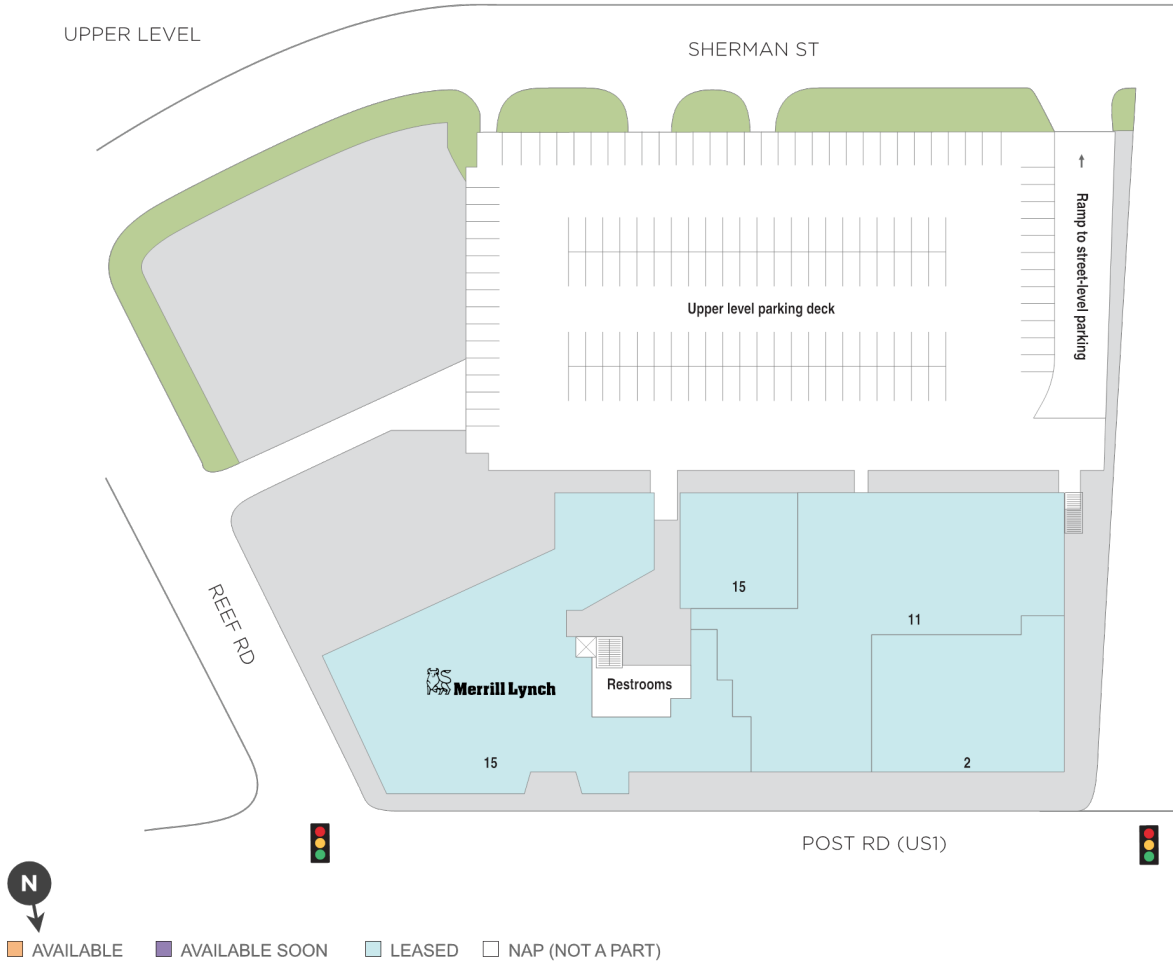 UPPER LEVEL
SHERMAN ST
Ramp to street-level parking
Upper level parking deck
15
11
REEF RD
Merrill Lynch
Restrooms
15
2
POST RD (US1)
N
AVAILABLE
AVAILABLE SOON
LEASED
NAP (NOT A PART)